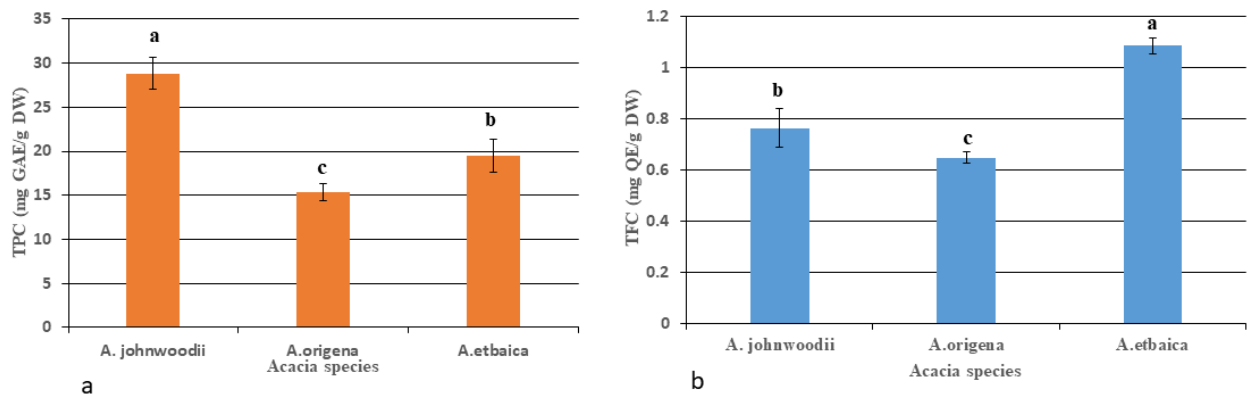 TPC (mg GAE/g DW)
35
30
25
20
15
10
5
0
a
c
b
A. johnwoodii
A.origena
A.etbaica
Acacia species
a
TFC (mg QE/g DW)
1.2
1
0.8
0.6
0.4
0.2
0
b
c
a
A. johnwoodii
A.origena
A.etbaica
Acacia species
b